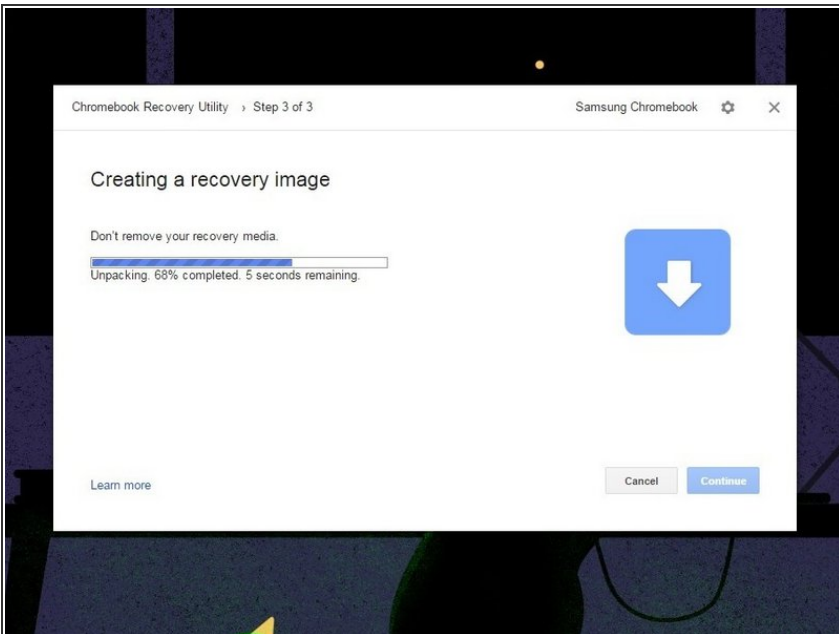 Chromebook Recovery Utility › Step 3 of 3 Samsung Chromebook
Creating a recovery image
Don't remove your recovery media.
Unpacking. 68% completed. 5 seconds remaining.
Learn more Cancel Continue